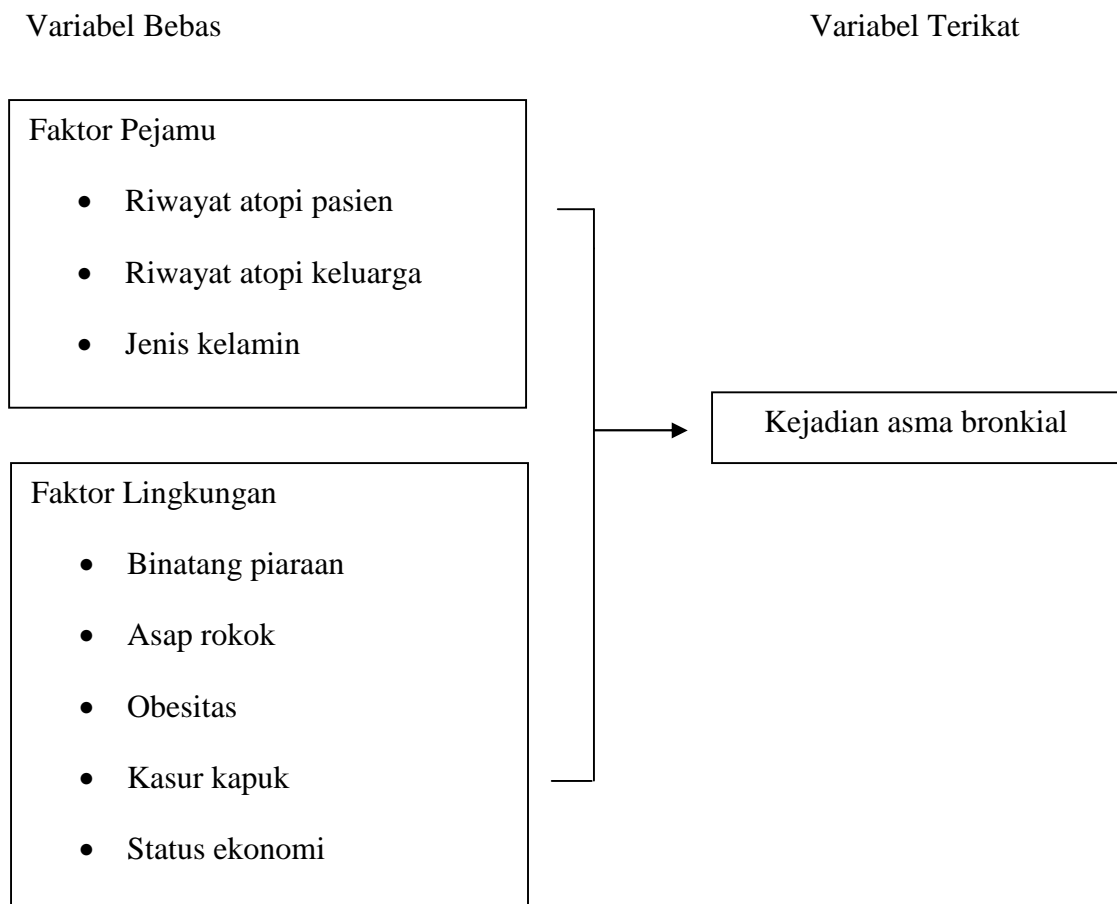 Variabel Bebas
Variabel Terikat
Faktor Pejamu
• Riwayat atopi pasien
• Riwayat atopi keluarga
• Jenis kelamin
Kejadian asma bronkial
Faktor Lingkungan
• Binatang piaraan
• Asap rokok
• Obesitas
• Kasur kapuk
• Status ekonomi